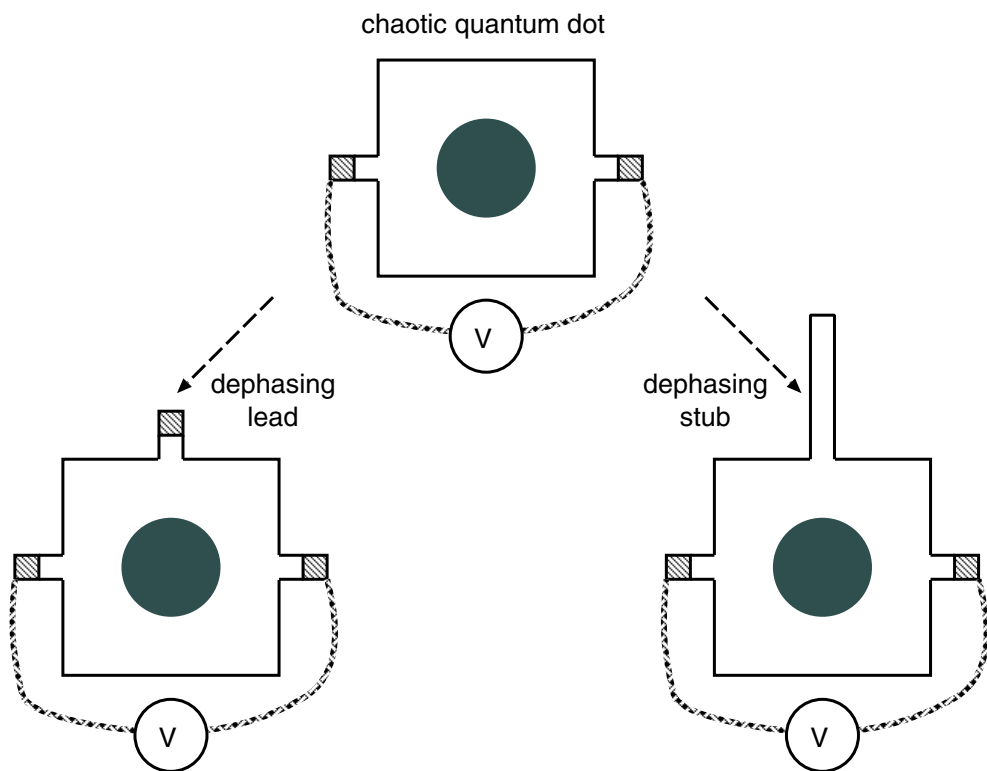 chaotic quantum dot
V
dephasing
lead
dephasing
stub
V
V